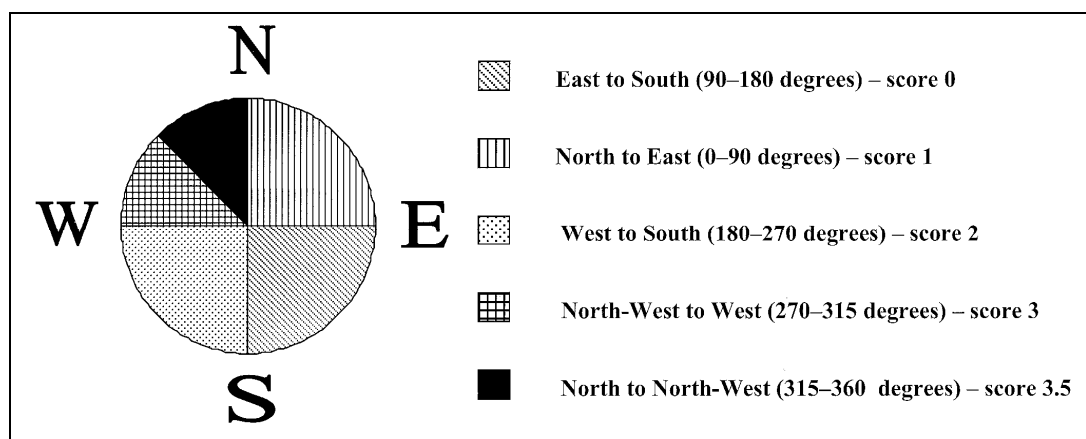 N
W
E
S
East to South (90–180 degrees) – score 0
North to East (0–90 degrees) – score 1
West to South (180–270 degrees) – score 2
North-West to West (270–315 degrees) – score 3
North to North-West (315–360 degrees) – score 3.5